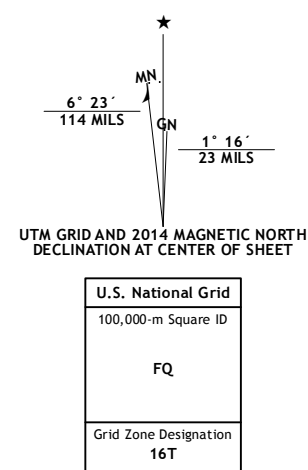 MN.
6° 23´
114 MILS
GN
1° 16´
23 MILS
UTM GRID AND 2014 MAGNETIC NORTH
DECLINATION AT CENTER OF SHEET
U.S. National Grid
100,000-m Square ID
FQ
Grid Zone Designation
16T